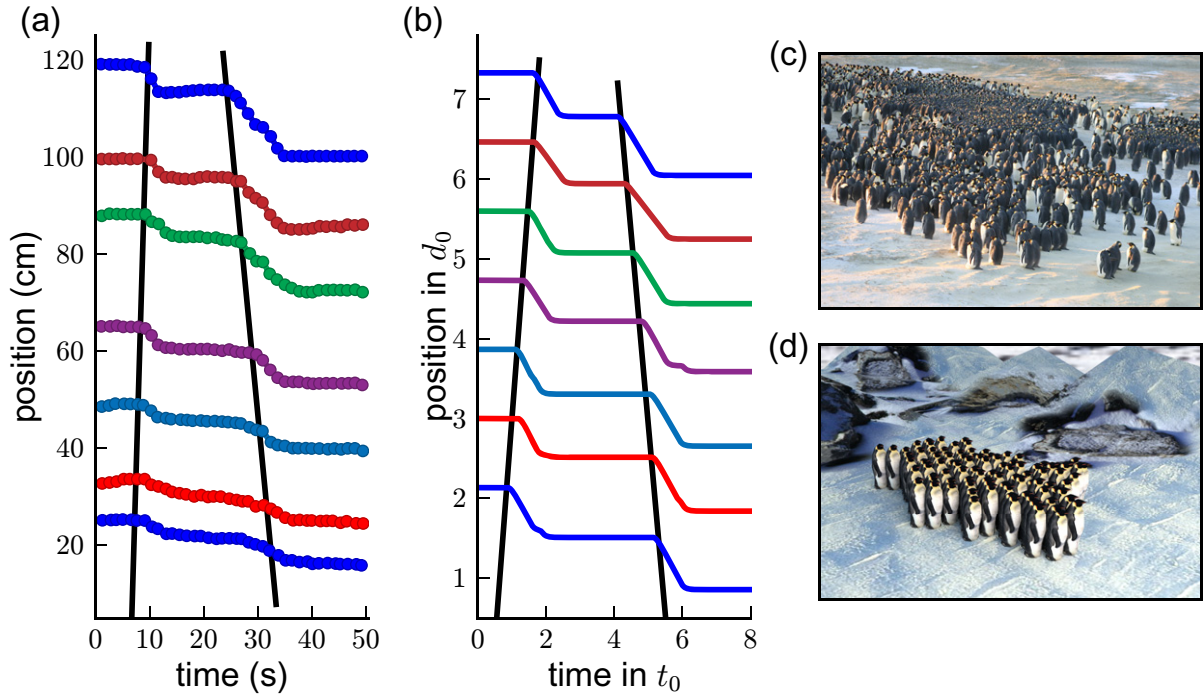 (a)
position (cm)
120
100
80
60
40
20
0 10 20 30 40 50
time (s)
(b)
position in d₀
7
6
5
4
3
2
1
0 2 4 6 8
time in t₀
(c)
(d)